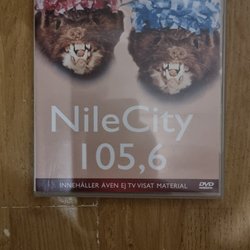 NileCity
105,6
INNEHÅLLER ÄVEN EJ TV VISAT MATERIAL
DVD